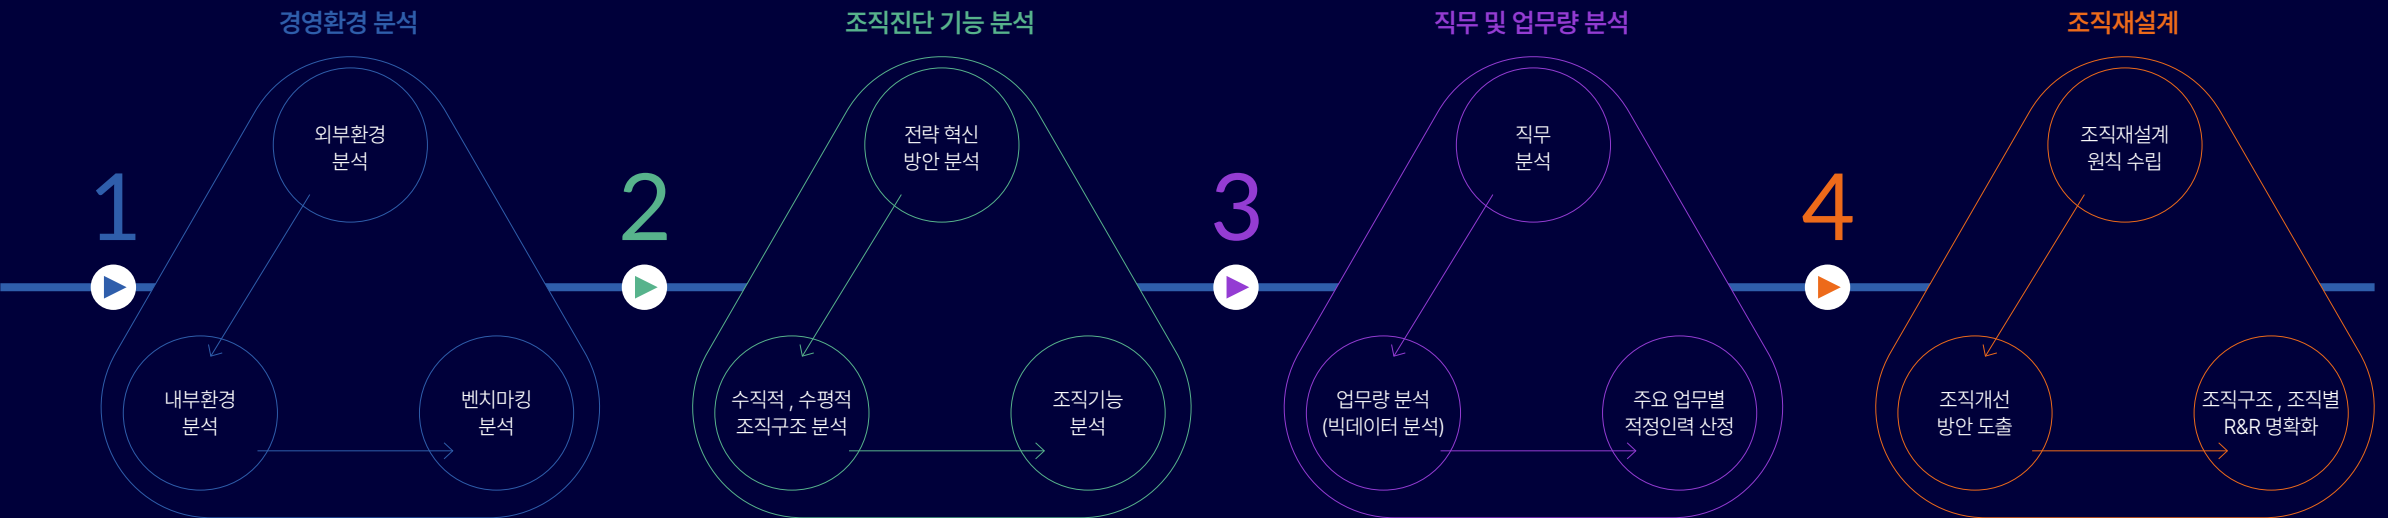 경영환경 분석
1
외부환경
분석
내부환경
분석
벤치마킹
분석
조직진단 기능 분석
2
전략 혁신
방안 분석
수직적 , 수평적
조직구조 분석
조직기능
분석
직무 및 업무량 분석
3
직무
분석
업무량 분석
(빅데이터 분석)
주요 업무별
적정인력 산정
조직재설계
4
조직재설계
원칙 수립
조직개선
방안 도출
조직구조 , 조직별
R&R 명확화